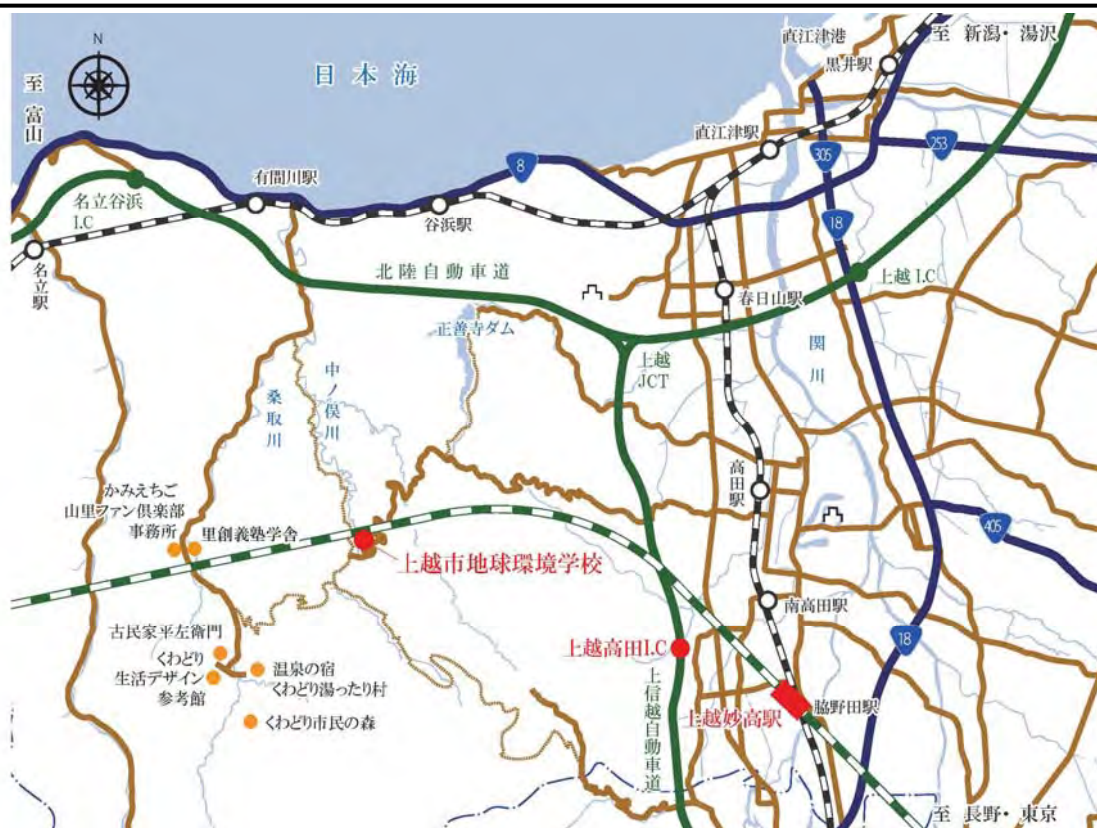 N
日本海
直江津港
至 新潟・湯沢
黒井駅
至 富山
直江津駅
8
305
253
有間川駅
名立谷浜
I.C
谷浜駅
18
名立駅
北陸自動車道
上越I.C
春日山駅
正善寺ダム
上越
JCT
関川
中ノ俣川
桑取川
高田駅
かみえちご
山里ファン倶楽部
事務所
里創義塾学舎
405
上越市地球環境学校
南高田駅
古民家平左衛門
上越高田I.C
18
くわどり
生活デザイン
参考館
温泉の宿
くわどり湯ったり村
上信越自動車道
上越妙高駅
脇野田駅
くわどり市民の森
至 長野・東京